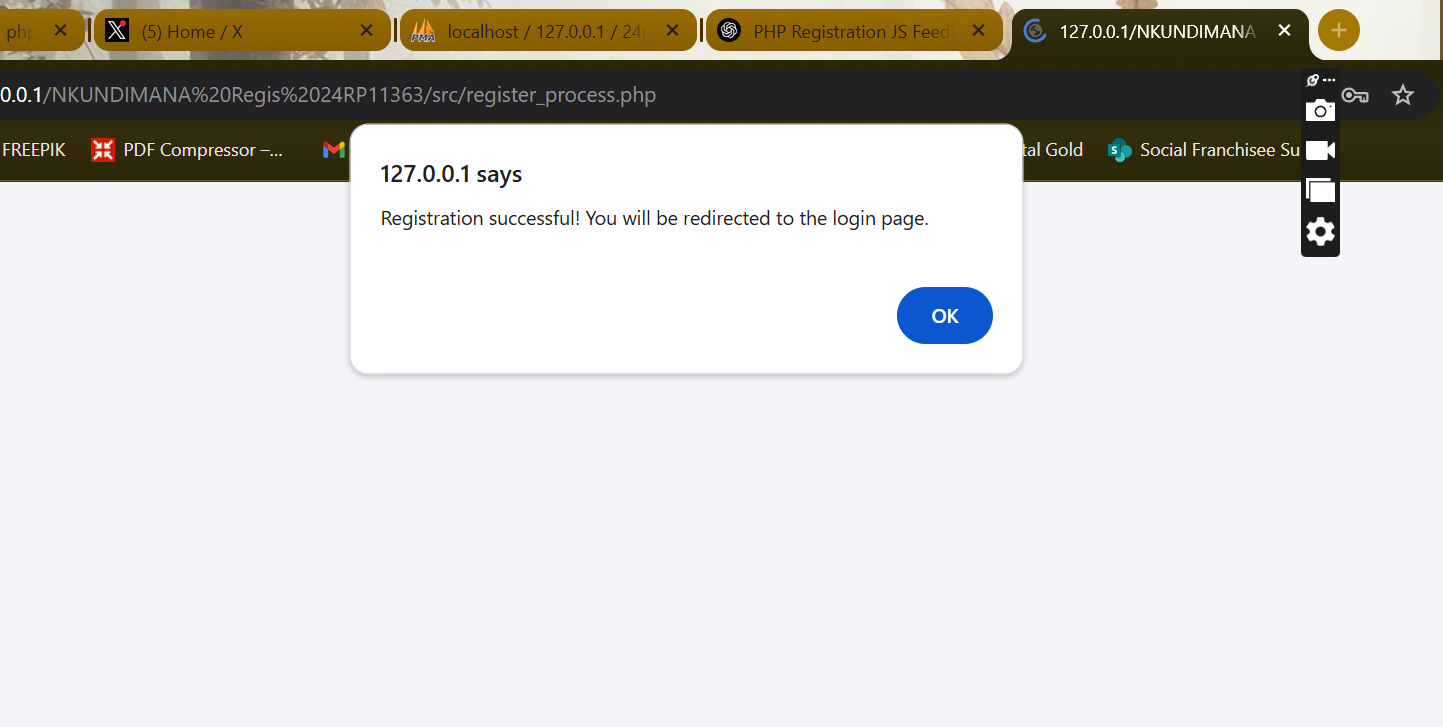 php
(5) Home / X
PMA
localhost / 127.0.0.1 / 24
PHP Registration JS Feed
127.0.0.1/NKUNDIMANA
0.0.1/NKUNDIMANA%20Regis%2024RP11363/src/register_process.php
FREEPIK
PDF Compressor –...
tal Gold
S
Social Franchisee Su
127.0.0.1 says
Registration successful! You will be redirected to the login page.
OK